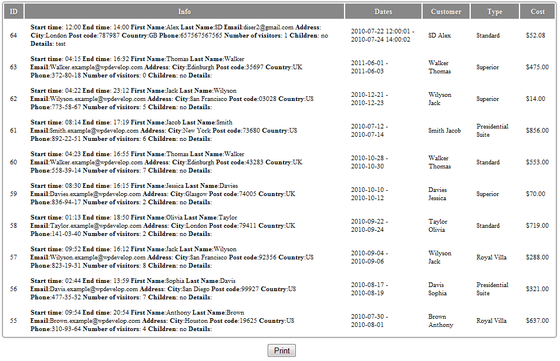 ID Info Dates Customer Type Cost
64 Start time: 12:00 End time: 14:00 First Name:Alex Last Name:SD Email:diser2@gmail.com Address: 2010-07-22 12:00:01 - SD Alex Standard $52.08
City:London Post code:787987 Country:GB Phone:657567567565 Number of visitors: 1 Children: no 2010-07-24 14:00:02
Details: test
63 Start time: 04:15 End time: 16:32 First Name:Thomas Last Name:Walker 2011-06-01 - Walker Superior $475.00
Email:Walker.example@wpdevelop.com Address: City:Edinburgh Post code:35697 Country:UK 2011-06-03 Thomas
Phone:372-80-18 Number of visitors: 0 Children: no Details:
62 Start time: 04:22 End time: 23:12 First Name:Jack Last Name:Wilyson 2010-12-21 - Wilyson Superior $14.00
Email:Wilyson.example@wpdevelop.com Address: City:San Francisco Post code:03028 Country:US 2010-12-23 Jack
Phone:773-58-67 Number of visitors: 5 Children: no Details:
61 Start time: 08:14 End time: 17:19 First Name:Jacob Last Name:Smith 2010-07-12 - Smith Jacob Presidential $856.00
Email:Smith.example@wpdevelop.com Address: City:New York Post code:73680 Country:US 2010-07-14 Suite
Phone:892-22-51 Number of visitors: 6 Children: no Details:
60 Start time: 04:23 End time: 16:55 First Name:Thomas Last Name:Walker 2010-10-28 - Walker Standard $553.00
Email:Walker.example@wpdevelop.com Address: City:Edinburgh Post code:43283 Country:UK 2010-10-30 Thomas
Phone:558-39-14 Number of visitors: 7 Children: no Details:
59 Start time: 08:30 End time: 16:15 First Name:Jessica Last Name:Davies 2010-10-10 - Davies Superior $70.00
Email:Davies.example@wpdevelop.com Address: City:Glasgow Post code:74005 Country:UK 2010-10-12 Jessica
Phone:836-94-17 Number of visitors: 2 Children: no Details:
58 Start time: 01:13 End time: 18:50 First Name:Olivia Last Name:Taylor 2010-09-22 - Taylor Standard $719.00
Email:Taylor.example@wpdevelop.com Address: City:London Post code:79411 Country:UK 2010-09-24 Olivia
Phone:141-03-40 Number of visitors: 2 Children: no Details:
57 Start time: 09:52 End time: 16:12 First Name:Jack Last Name:Wilyson 2010-09-04 - Wilyson Royal Villa $288.00
Email:Wilyson.example@wpdevelop.com Address: City:San Francisco Post code:92356 Country:US 2010-09-06 Jack
Phone:823-19-31 Number of visitors: 8 Children: no Details:
56 Start time: 02:44 End time: 13:59 First Name:Sophia Last Name:Davis 2010-08-17 - Davis Presidential $321.00
Email:Davis.example@wpdevelop.com Address: City:San Diego Post code:99927 Country:US 2010-08-19 Sophia Suite
Phone:477-35-32 Number of visitors: 7 Children: no Details:
55 Start time: 09:54 End time: 20:54 First Name:Anthony Last Name:Brown 2010-07-30 - Brown Royal Villa $637.00
Email:Brown.example@wpdevelop.com Address: City:Houston Post code:19625 Country:US 2010-08-01 Anthony
Phone:310-93-64 Number of visitors: 4 Children: no Details:
Print